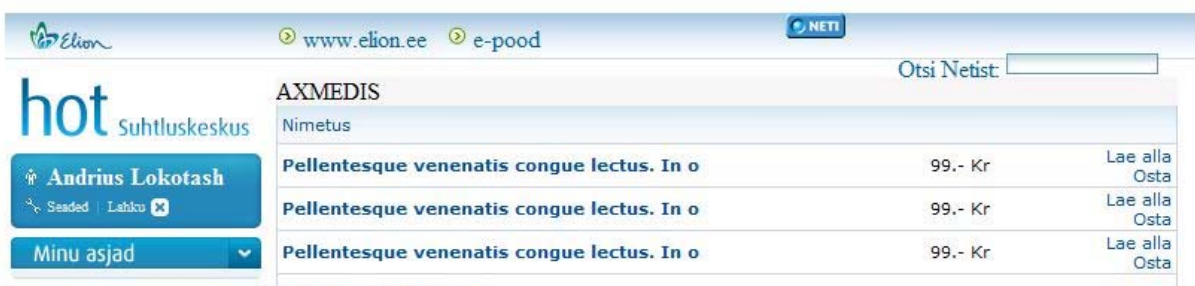 Elion
www.elion.ee e-pood
NETI
Otsi Netist:
hot Suhtluskeskus
AXMEDIS
Nimetus
Andrius Lokotash
Seaded | Lahku
Minu asjad
Pellentesque venenatis congue lectus. In o 99.- Kr Lae alla
Osta
Pellentesque venenatis congue lectus. In o 99.- Kr Lae alla
Osta
Pellentesque venenatis congue lectus. In o 99.- Kr Lae alla
Osta